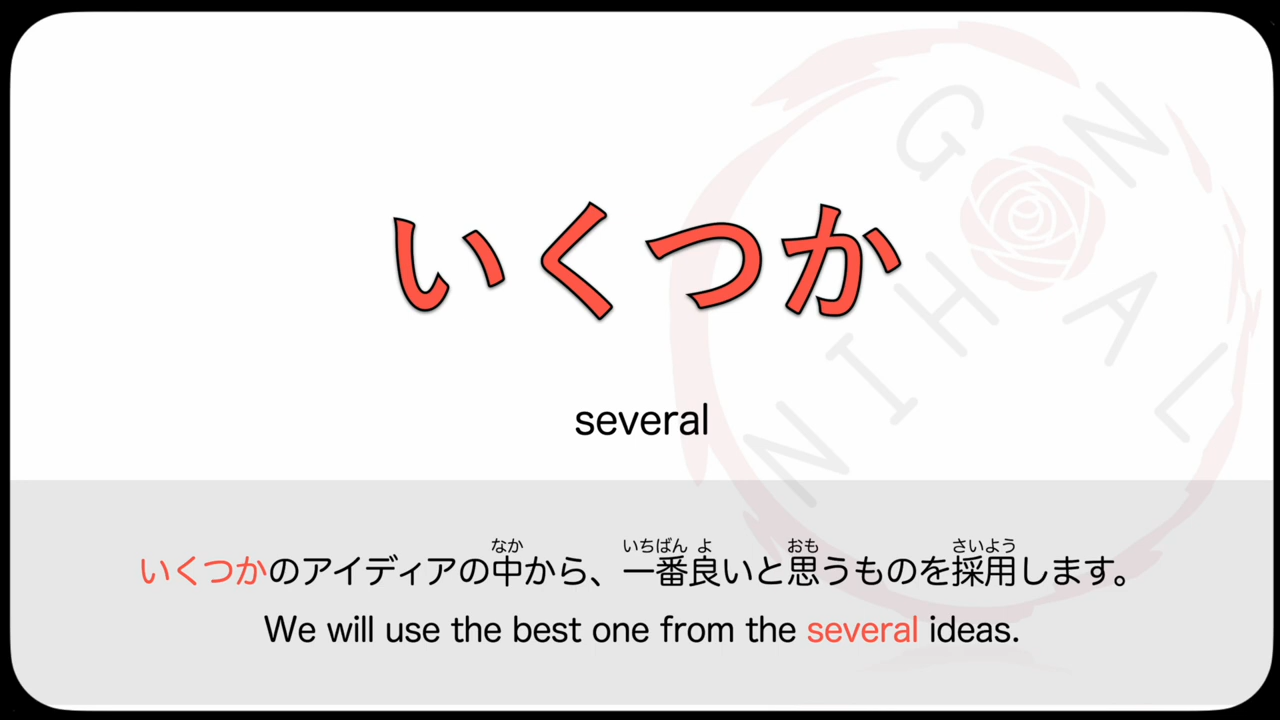 GON
NIHAL
いくつか
several
なか いちばん よ おも さいよう
いくつかのアイディアの中から、一番良いと思うものを採用します。
We will use the best one from the several ideas.